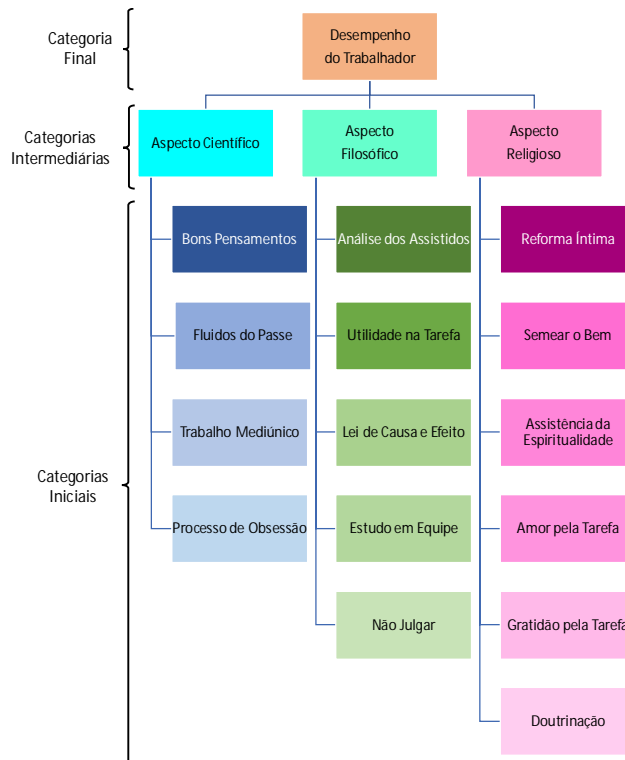 Categoria
Final
Desempenho
do Trabalhador
Categorias
Intermediárias
Aspecto Científico
Aspecto
Filosófico
Aspecto
Religioso
Categorias
Iniciais
Bons Pensamentos
Análise dos Assistidos
Reforma Íntima
Fluidos do Passe
Utilidade na Tarefa
Semear o Bem
Trabalho Mediúnico
Lei de Causa e Efeito
Assistência da
Espiritualidade
Processo de Obsessão
Estudo em Equipe
Amor pela Tarefa
Não Julgar
Gratidão pela Tarefa
Doutrinação